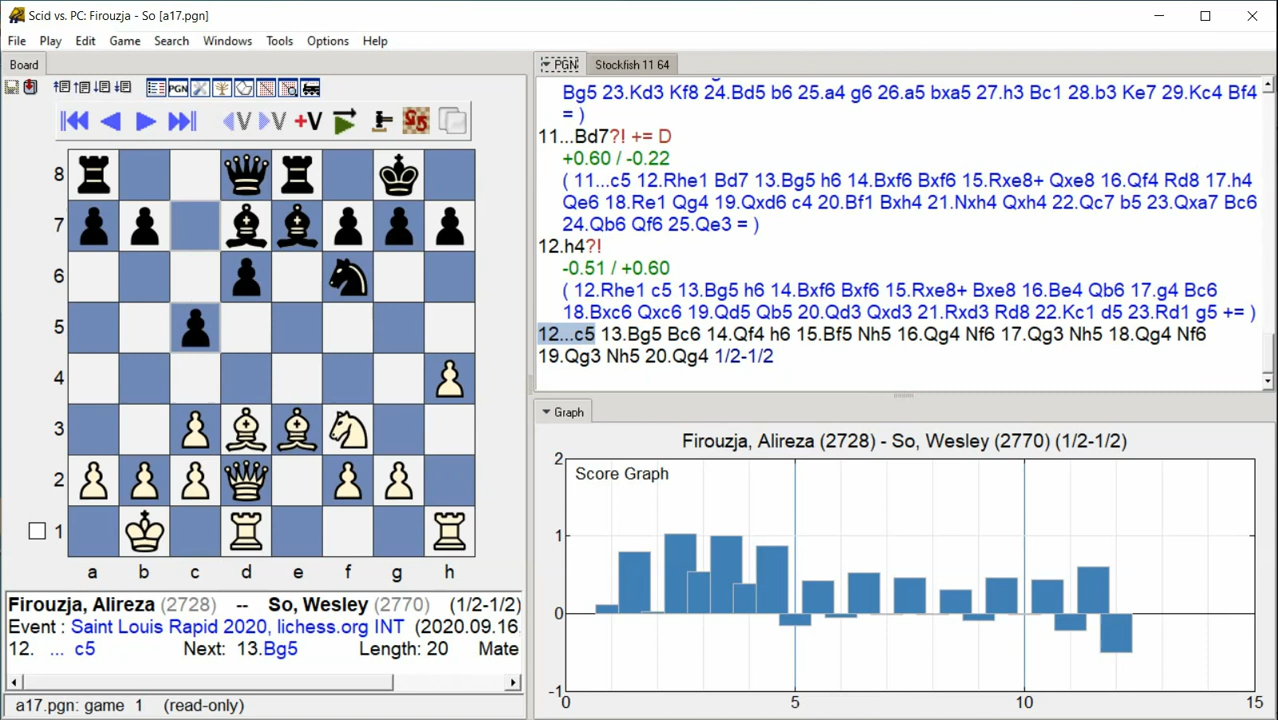 Scid vs. PC: Firouzja - So [a17.pgn]
File Play Edit Game Search Windows Tools Options Help
Board
PGN
V V +V
8
7
6
5
4
3
2
1
a b c d e f g h
Firouzja, Alireza (2728) -- So, Wesley (2770) (1/2-1/2)
Event : Saint Louis Rapid 2020, lichess.org INT (2020.09.16.
12. ... c5 Next: 13.Bg5 Length: 20 Mate
a17.pgn: game 1 (read-only)
PGN Stockfish 11 64
Bg5 23.Kd3 Kf8 24.Bd5 b6 25.a4 g6 26.a5 bxa5 27.h3 Bc1 28.b3 Ke7 29.Kc4 Bf4
= )
11...Bd7?! += D
+0.60 / -0.22
( 11...c5 12.Rhe1 Bd7 13.Bg5 h6 14.Bxf6 Bxf6 15.Rxe8+ Qxe8 16.Qf4 Rd8 17.h4
Qe6 18.Re1 Qg4 19.Qxd6 c4 20.Bf1 Bxh4 21.Nxh4 Qxh4 22.Qc7 b5 23.Qxa7 Bc6
24.Qb6 Qf6 25.Qe3 = )
12.h4?!
-0.51 / +0.60
( 12.Rhe1 c5 13.Bg5 h6 14.Bxf6 Bxf6 15.Rxe8+ Bxe8 16.Be4 Qb6 17.g4 Bc6
18.Bxc6 Qxc6 19.Qd5 Qb5 20.Qd3 Qxd3 21.Rxd3 Rd8 22.Kc1 d5 23.Rd1 g5 += )
12...c5 13.Bg5 Bc6 14.Qf4 h6 15.Bf5 Nh5 16.Qg4 Nf6 17.Qg3 Nh5 18.Qg4 Nf6
19.Qg3 Nh5 20.Qg4 1/2-1/2
Graph
Firouzja, Alireza (2728) - So, Wesley (2770) (1/2-1/2)
Score Graph
2
1
0
-1
0 5 10 15